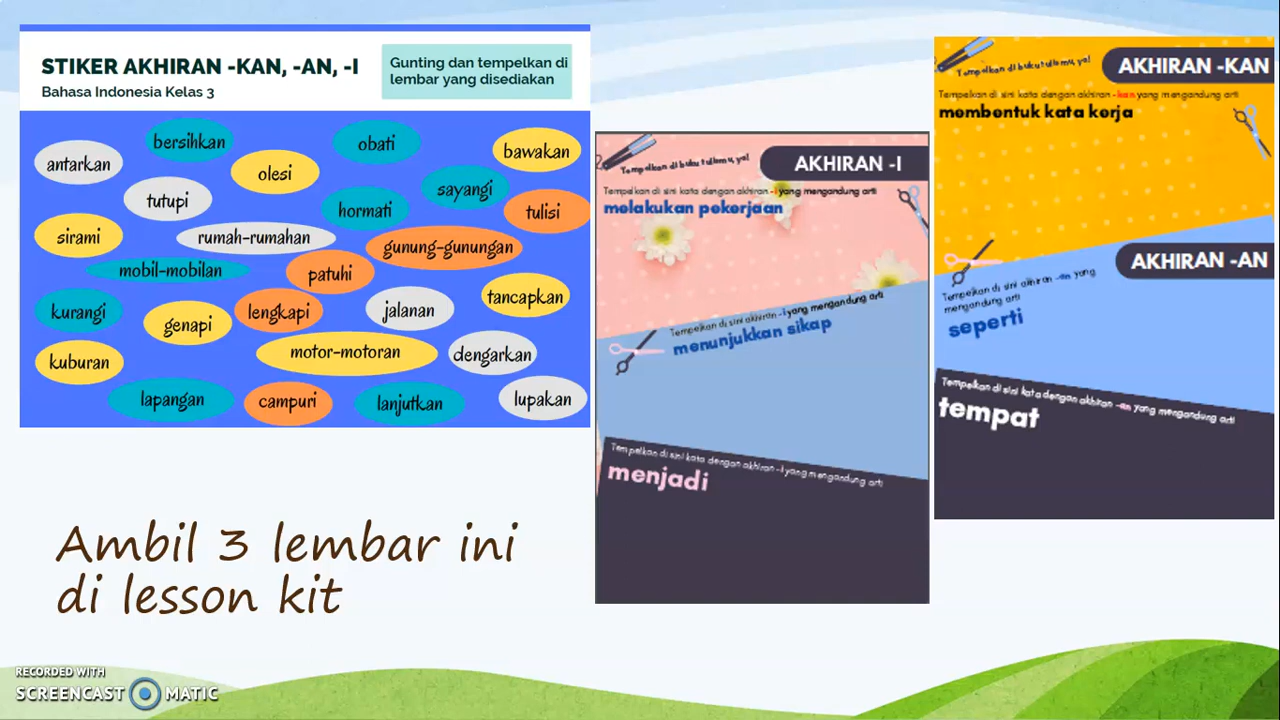 STIKER AKHIRAN -KAN, -AN, -I
Bahasa Indonesia Kelas 3
Gunting dan tempelkan di
lembar yang disediakan
antarkan
bersihkan
olesi
obati
bawakan
tutupi
sayangi
hormati
tulisi
sirami
rumah-rumahan
gunung-gunungan
mobil-mobilan
patuhi
tancapkan
kurangi
genapi
lengkapi
jalanan
kuburan
motor-motoran
dengarkan
lapangan
campuri
lanjutkan
lupakan
Tempelkan di buku tulismu, ya!
AKHIRAN -I
Tempelkan di sini kata dengan akhiran -i yang mengandung arti
melakukan pekerjaan
Tempelkan di sini akhiran -i yang mengandung arti
menunjukkan sikap
Tempelkan di sini kata dengan akhiran -i yang mengandung arti
menjadi
Tempelkan di buku tulismu, ya!
AKHIRAN -KAN
Tempelkan di sini kata dengan akhiran -kan yang mengandung arti
membentuk kata kerja
AKHIRAN -AN
Tempelkan di sini akhiran -an yang
mengandung arti
seperti
Tempelkan di sini kata dengan akhiran -an yang mengandung arti
tempat
Ambil 3 lembar ini
di lesson kit
RECORDED WITH
SCREENCAST MATIC